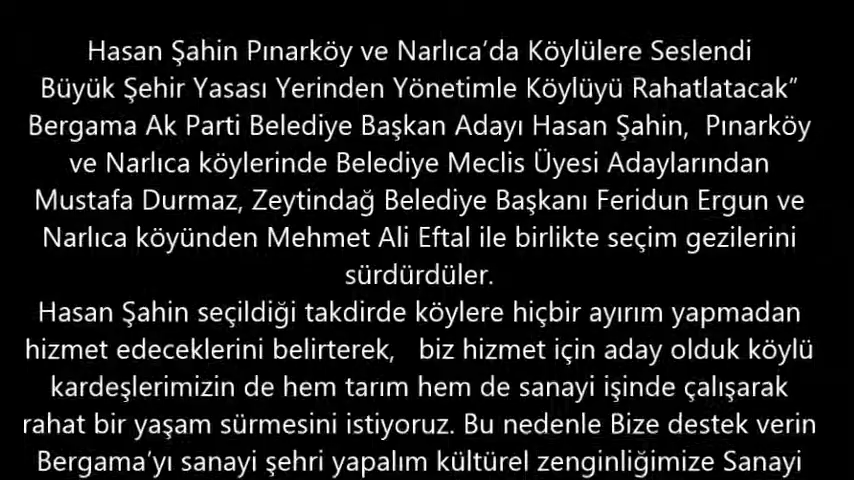 Hasan Şahin Pınarköy ve Narlıca'da Köylülere Seslendi
Büyük Şehir Yasası Yerinden Yönetimle Köylüyü Rahatlatacak”
Bergama Ak Parti Belediye Başkan Adayı Hasan Şahin,  Pınarköy
ve Narlıca köylerinde Belediye Meclis Üyesi Adaylarından
Mustafa Durmaz, Zeytindağ Belediye Başkanı Feridun Ergun ve
Narlıca köyünden Mehmet Ali Eftal ile birlikte seçim gezilerini
sürdürdüler.
Hasan Şahin seçildiği takdirde köylere hiçbir ayırım yapmadan
hizmet edeceklerini belirterek,   biz hizmet için aday olduk köylü
kardeşlerimizin de hem tarım hem de sanayi işinde çalışarak
rahat bir yaşam sürmesini istiyoruz. Bu nedenle Bize destek verin
Bergama'yı sanayi şehri yapalım kültürel zenginliğimize Sanayi